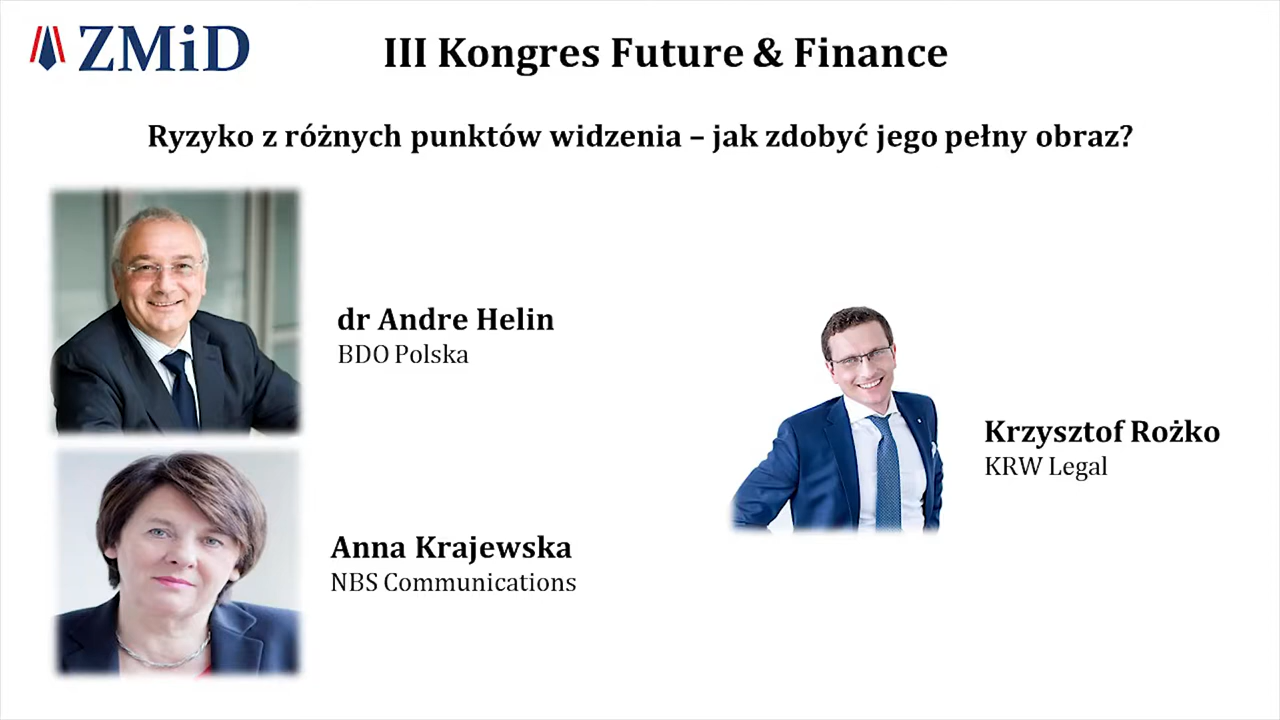 ZMiD
III Kongres Future & Finance
Ryzyko z różnych punktów widzenia – jak zdobyć jego pełny obraz?
dr Andre Helin
BDO Polska
Krzysztof Rożko
KRW Legal
Anna Krajewska
NBS Communications